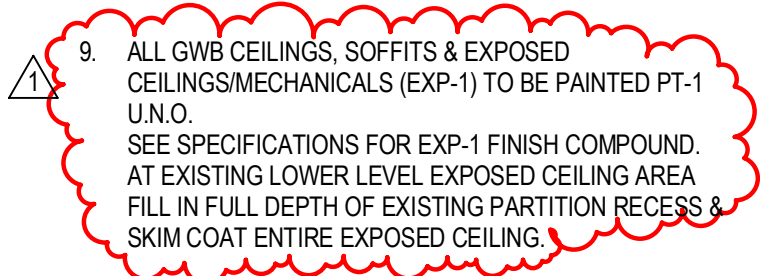 9. ALL GWB CEILINGS, SOFFITS & EXPOSED
1 CEILINGS/MECHANICALS (EXP-1) TO BE PAINTED PT-1
U.N.O.
SEE SPECIFICATIONS FOR EXP-1 FINISH COMPOUND.
AT EXISTING LOWER LEVEL EXPOSED CEILING AREA
FILL IN FULL DEPTH OF EXISTING PARTITION RECESS &
SKIM COAT ENTIRE EXPOSED CEILING.